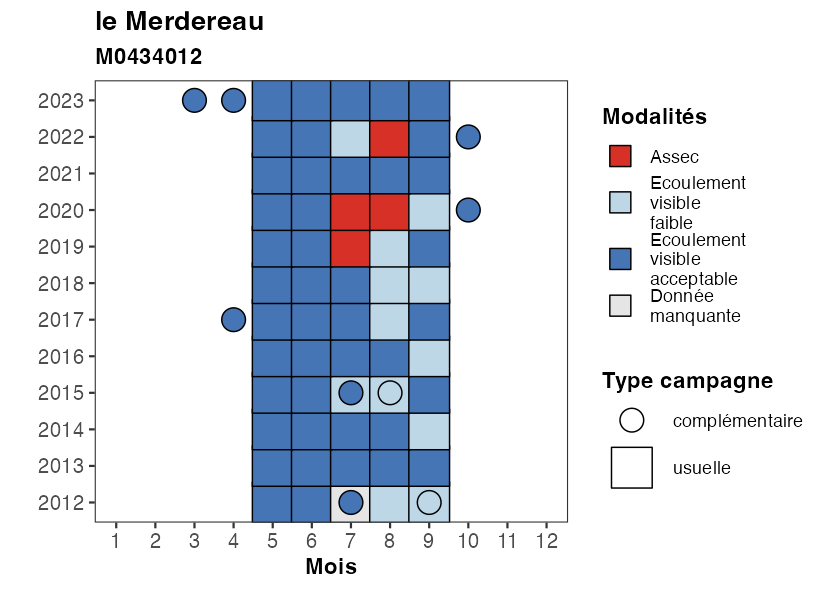 le Merdereau
M0434012
2023
2022
2021
2020
2019
2018
2017
2016
2015
2014
2013
2012
1 2 3 4 5 6 7 8 9 10 11 12
Mois
Modalités
Assec
Ecoulement
visible
faible
Ecoulement
visible
acceptable
Donnée
manquante
Type campagne
complémentaire
usuelle